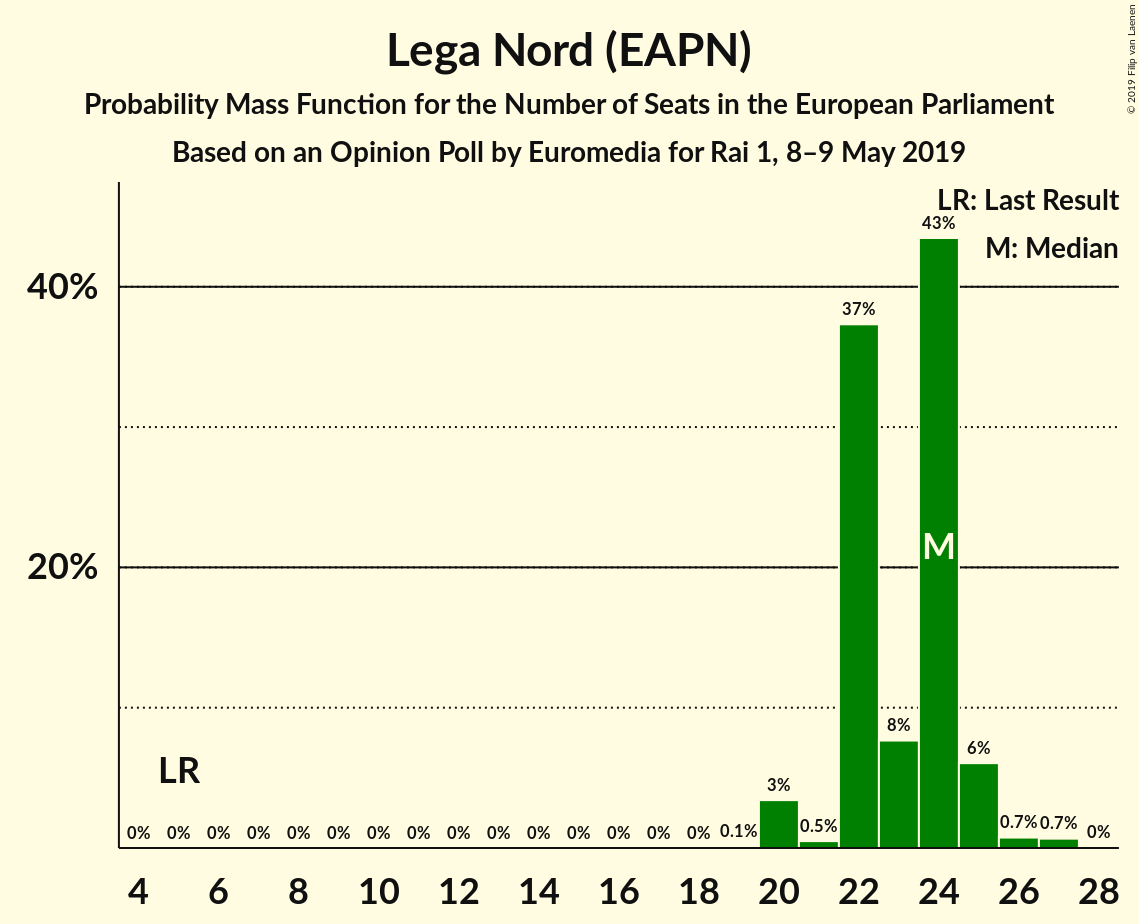 Lega Nord (EAPN)
Probability Mass Function for the Number of Seats in the European Parliament
Based on an Opinion Poll by Euromedia for Rai 1, 8–9 May 2019
© 2019 Filip van Laenen
LR: Last Result
M: Median
40%
20%
43%
37%
M
8%
6%
LR
3%
0% 0% 0% 0% 0% 0% 0% 0% 0% 0% 0% 0% 0% 0% 0% 0.1% 0.5% 0.7% 0.7% 0%
4 6 8 10 12 14 16 18 20 22 24 26 28